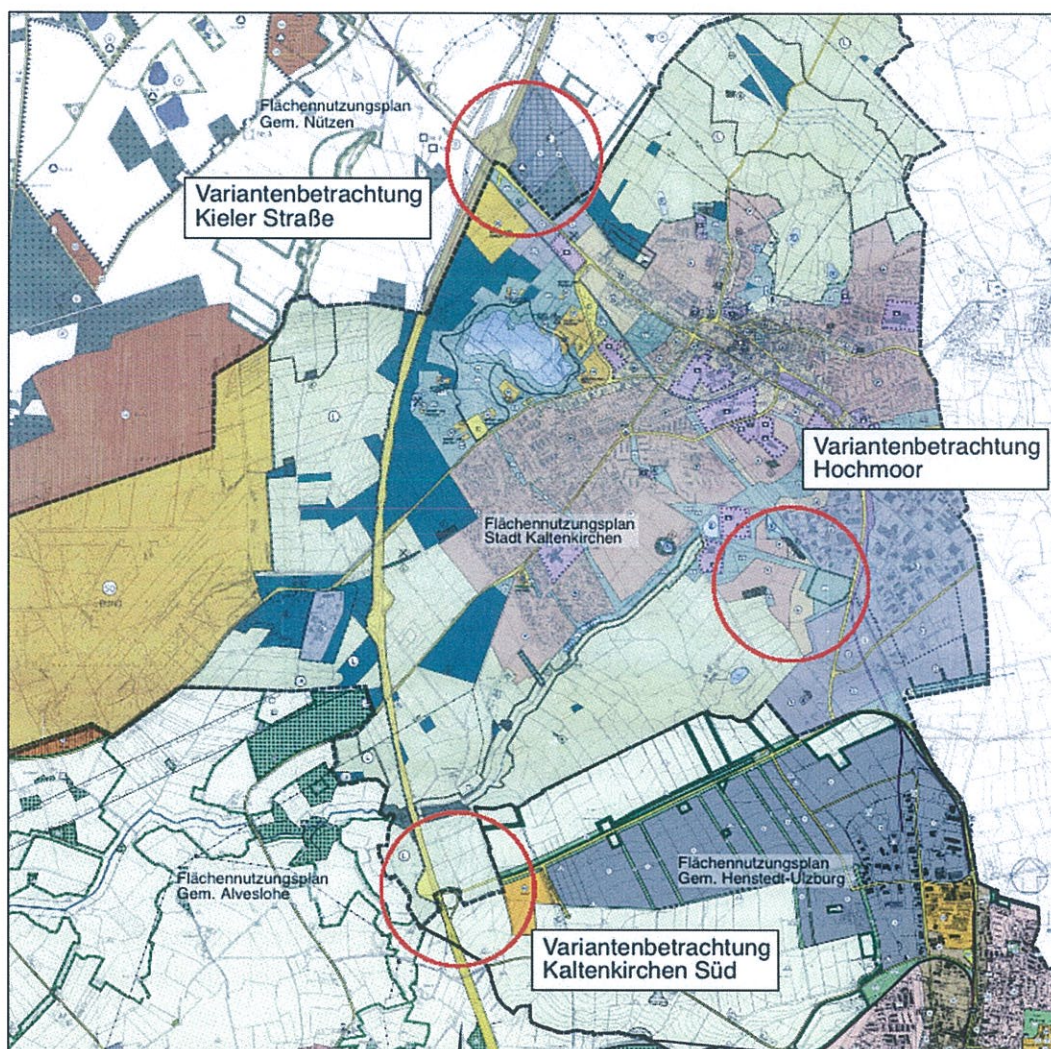 Flächennutzungsplan
Gem. Nützen
Variantenbetrachtung
Kieler Straße
Variantenbetrachtung
Hochmoor
Flächennutzungsplan
Stadt Kaltenkirchen
Flächennutzungsplan
Gem. Alveslohe
Flächennutzungsplan
Gem. Henstedt-Ulzburg
Variantenbetrachtung
Kaltenkirchen Süd